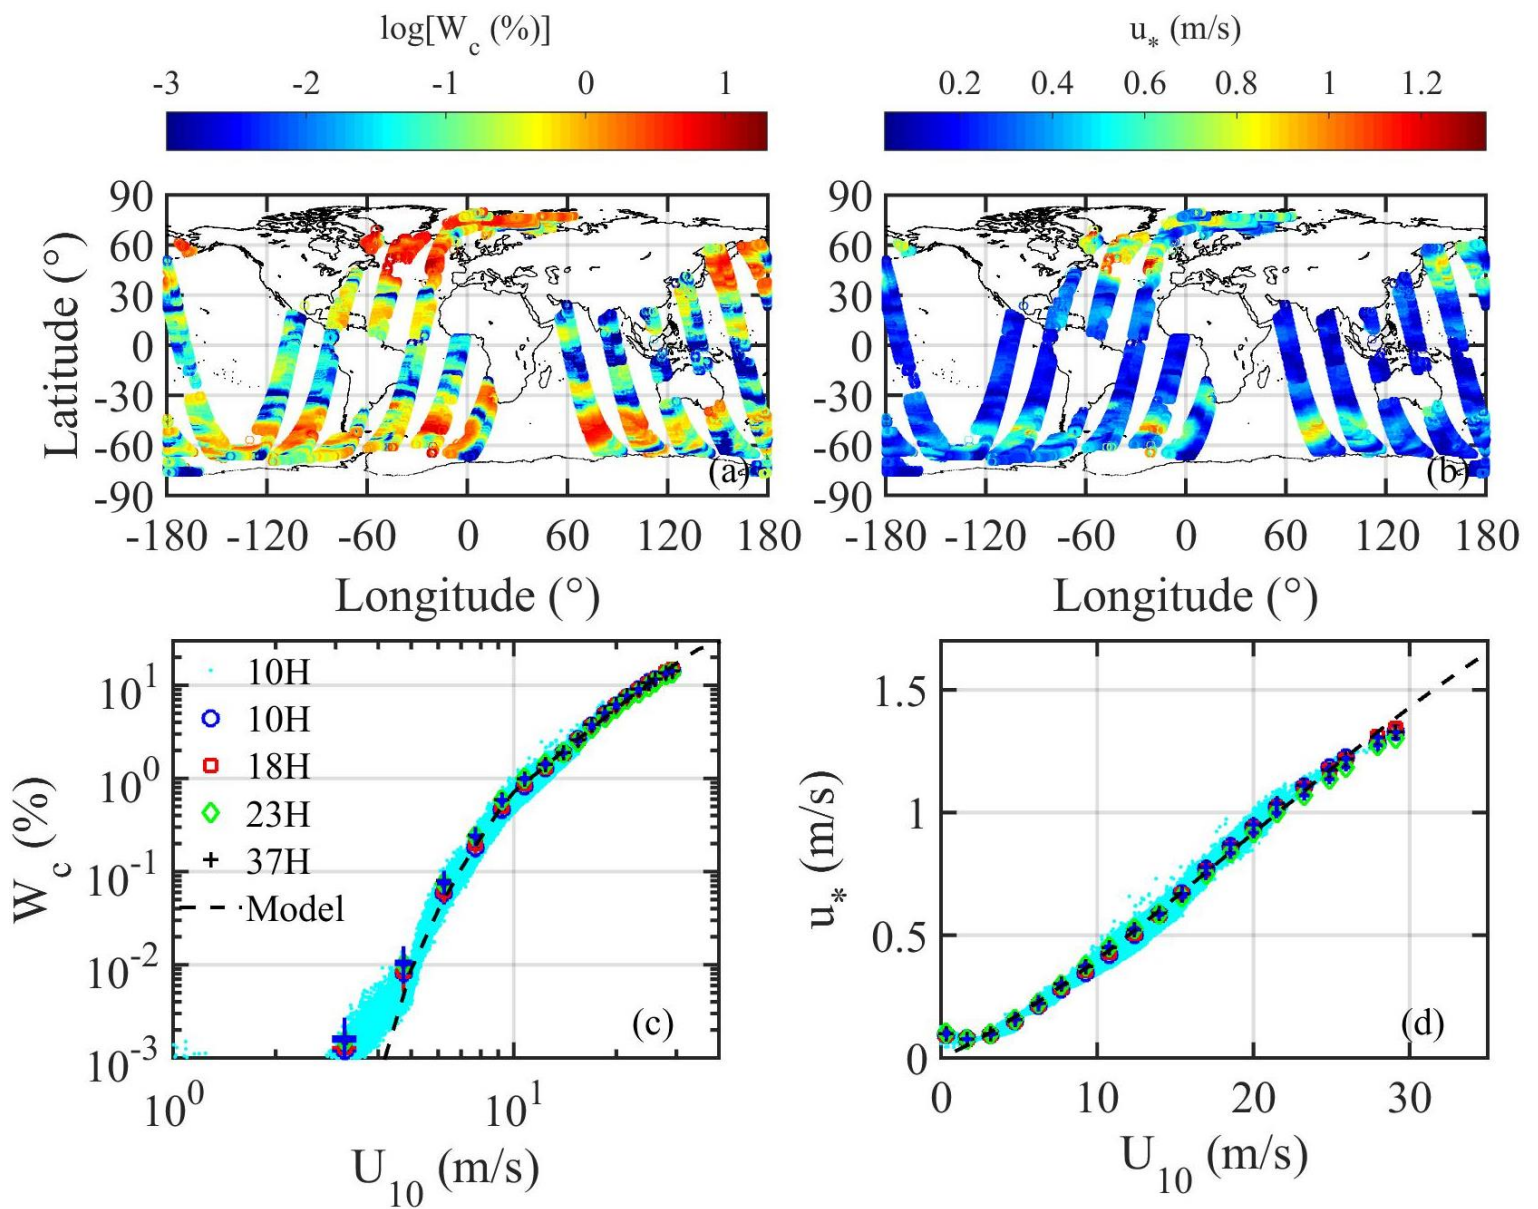 log[W_c (%)]
u_* (m/s)
-3 -2 -1 0 1
0.2 0.4 0.6 0.8 1 1.2
90
60
30
0
-30
-60
-90
Latitude (°)
(a)
-180 -120 -60 0 60 120 180
Longitude (°)
90
60
30
0
-30
-60
-90
(b)
-180 -120 -60 0 60 120 180
Longitude (°)
10H
10H
18H
23H
37H
Model
10^1
10^0
10^-1
10^-2
10^-3
W_c (%)
(c)
10^0 10^1
U_10 (m/s)
1.5
1
0.5
0
u_* (m/s)
(d)
0 10 20 30
U_10 (m/s)